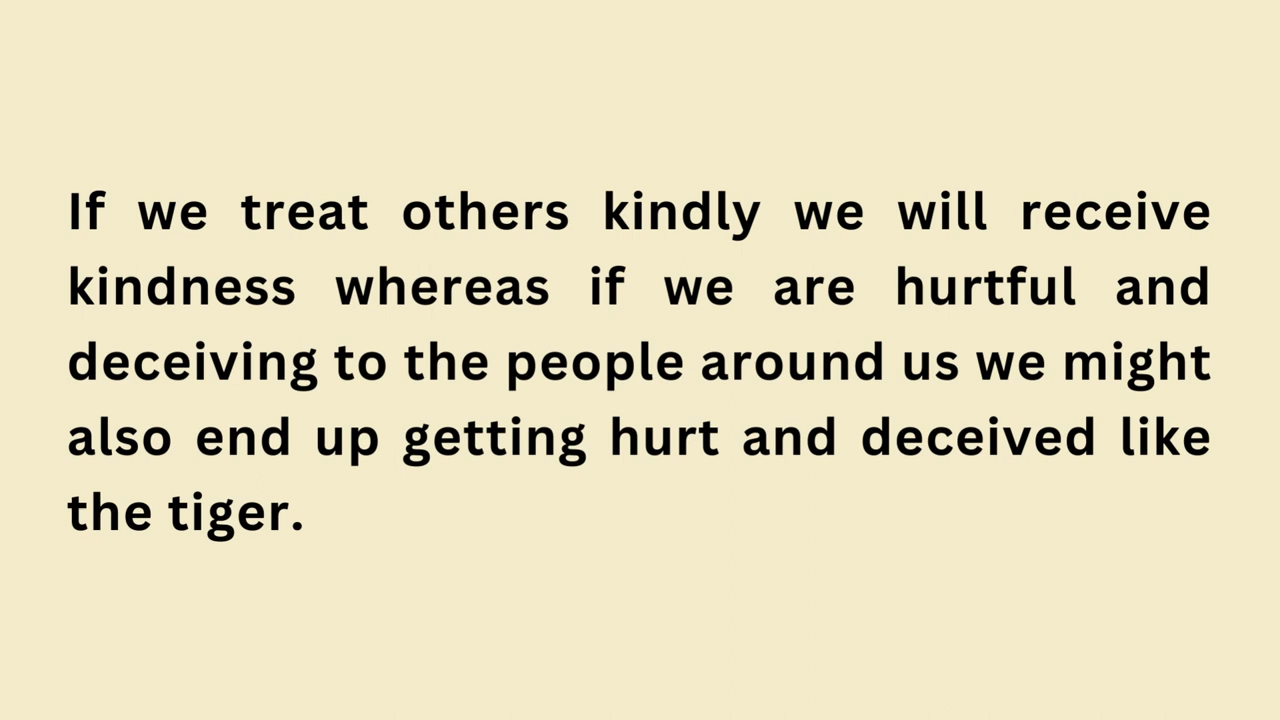 If we treat others kindly we will receive
kindness whereas if we are hurtful and
deceiving to the people around us we might
also end up getting hurt and deceived like
the tiger.